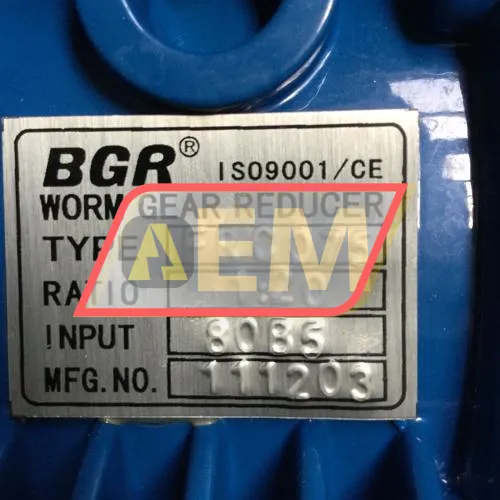 BGR®
ISO9001/CE
WORM GEAR REDUCER
TYPE
RATIO
INPUT 80B5
MFG.NO. 111203
AEM